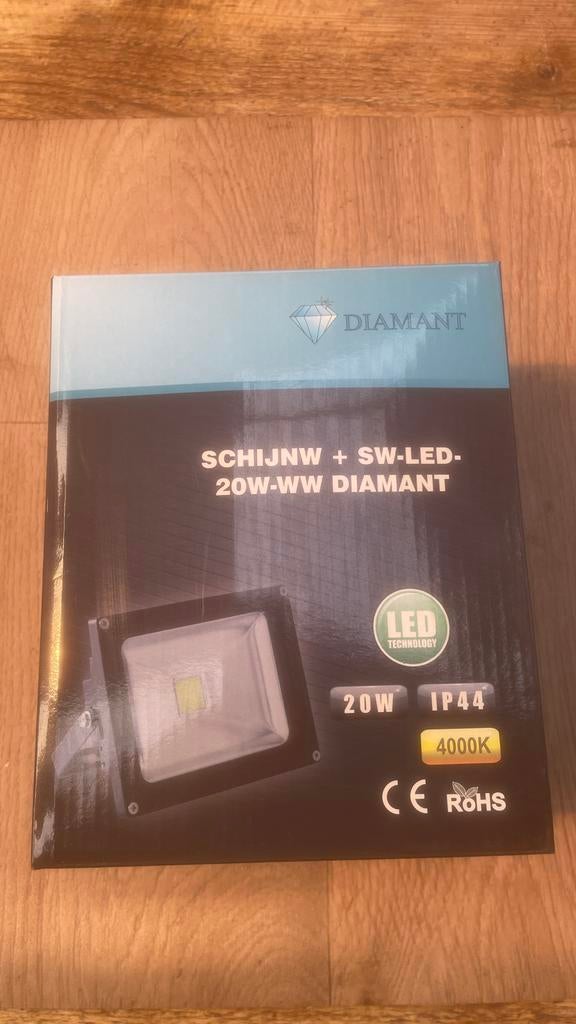 DIAMANT
SCHIJNW + SW-LED-
20W-WW DIAMANT
LED
TECHNOLOGY
20W IP44
4000K
CE RoHS